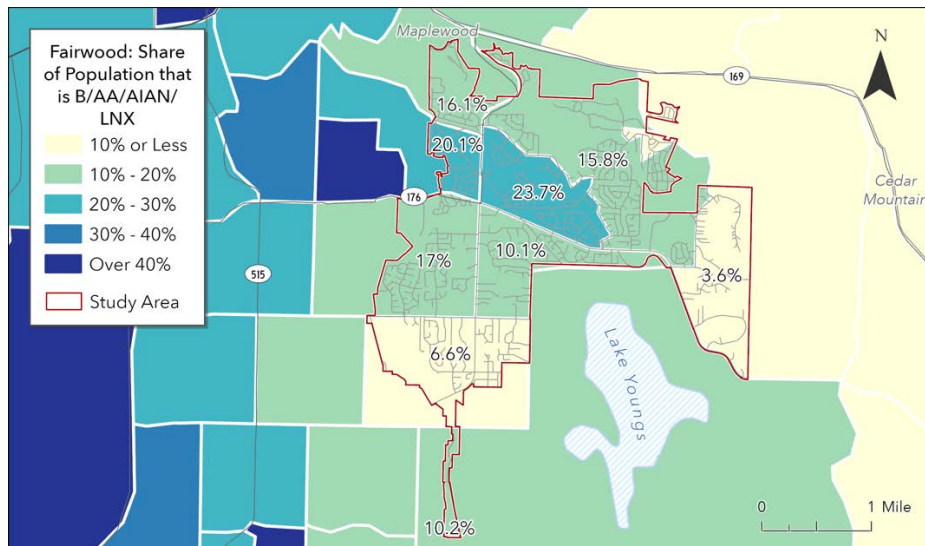 Fairwood: Share
of Population that
is B/AA/AIAN/
LNX
10% or Less
10% - 20%
20% - 30%
30% - 40%
Over 40%
Study Area
Maplewood
N
169
16.1%
20.1%
15.8%
23.7%
176
Cedar
Mountain
515
17%
10.1%
3.6%
6.6%
Lake Youngs
10.2%
0
1 Mile